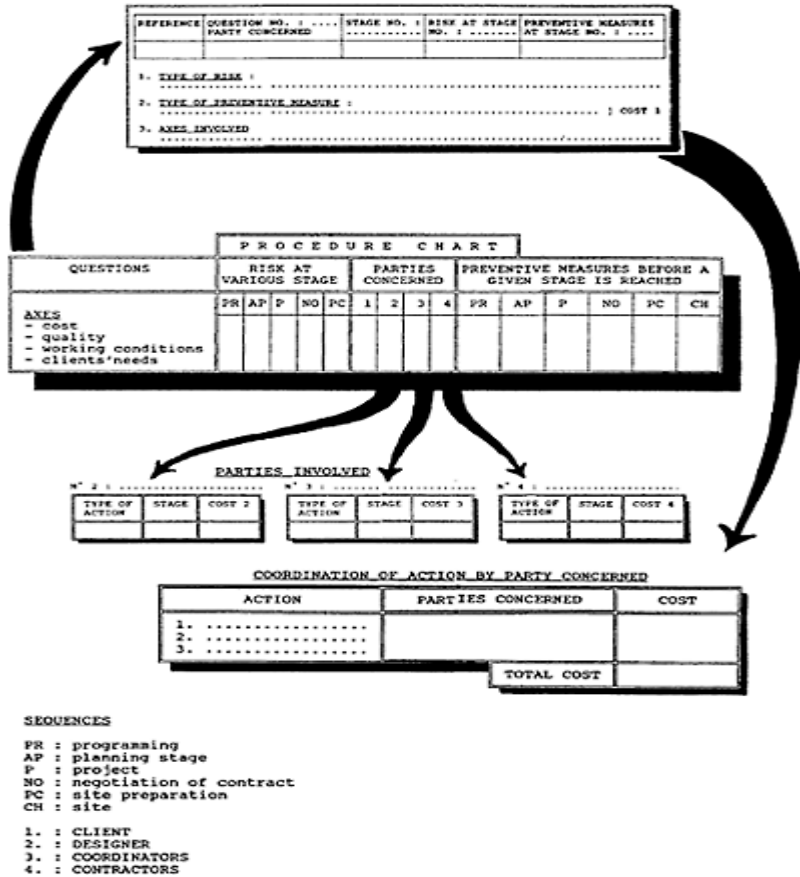 REFERENCE QUESTION NO. : .... STAGE NO. : RISK AT STAGE PREVENTIVE MEASURES
PARTY CONCERNED ........... NO. : ....... AT STAGE NO. : ....
1. TYPE OF RISK :
2. TYPE OF PREVENTIVE MEASURE :
COST 1
3. AXES INVOLVED
PROCEDURE CHART
QUESTIONS RISK AT PARTIES PREVENTIVE MEASURES BEFORE A
VARIOUS STAGE CONCERNED GIVEN STAGE IS REACHED
PR AP P NO PC 1 2 3 4 PR AP P NO PC CH
AXES
- cost
- quality
- working conditions
- clients'needs
PARTIES INVOLVED
N° 2 : .................... N° 3 : .................... N° 4 : ....................
TYPE OF STAGE COST 2 TYPE OF STAGE COST 3 TYPE OF STAGE COST 4
ACTION ACTION ACTION
COORDINATION OF ACTION BY PARTY CONCERNED
ACTION PARTIES CONCERNED COST
1. .................
2. .................
3. .................
TOTAL COST
SEQUENCES
PR : programming
AP : planning stage
P : project
NO : negotiation of contract
PC : site preparation
CH : site
1. : CLIENT
2. : DESIGNER
3. : COORDINATORS
4. : CONTRACTORS